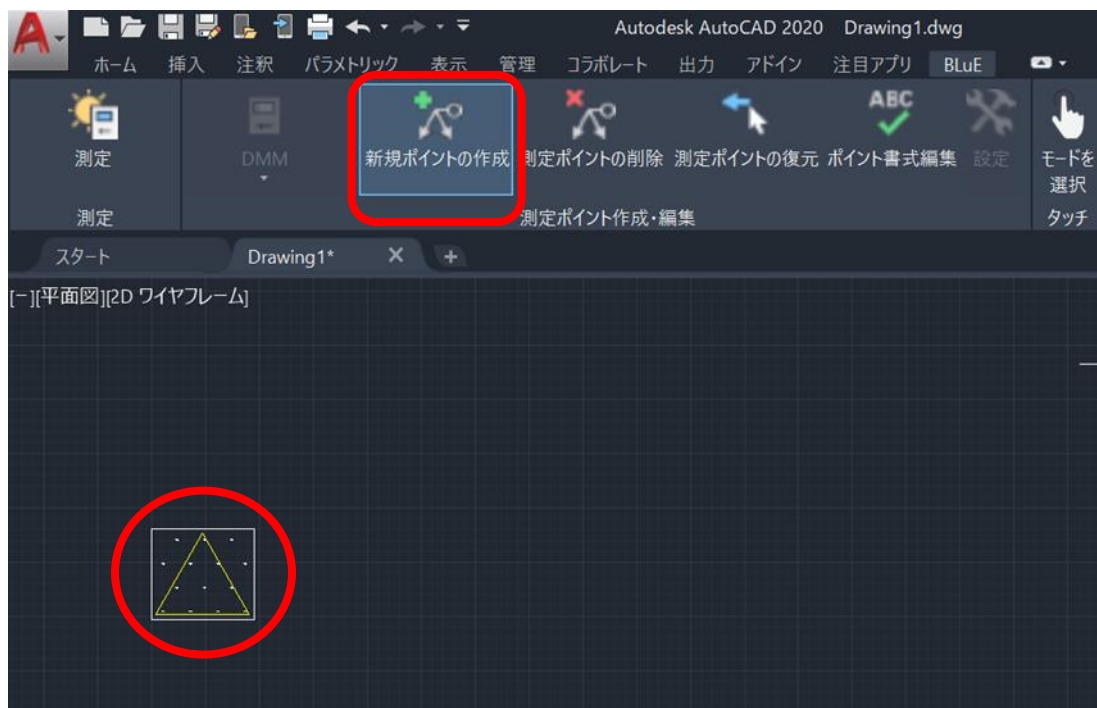 Autodesk AutoCAD 2020 Drawing1.dwg
ホーム 挿入 注釈 パラメトリック 表示 管理 コラボレート 出力 アドイン 注目アプリ BLuE
ABC
測定 DMM 新規ポイントの作成 測定ポイントの削除 測定ポイントの復元 ポイント書式編集 設定 モードを
選択
測定 測定ポイント作成・編集 タッチ
スタート Drawing1*
[-][平面図][2D ワイヤフレーム]